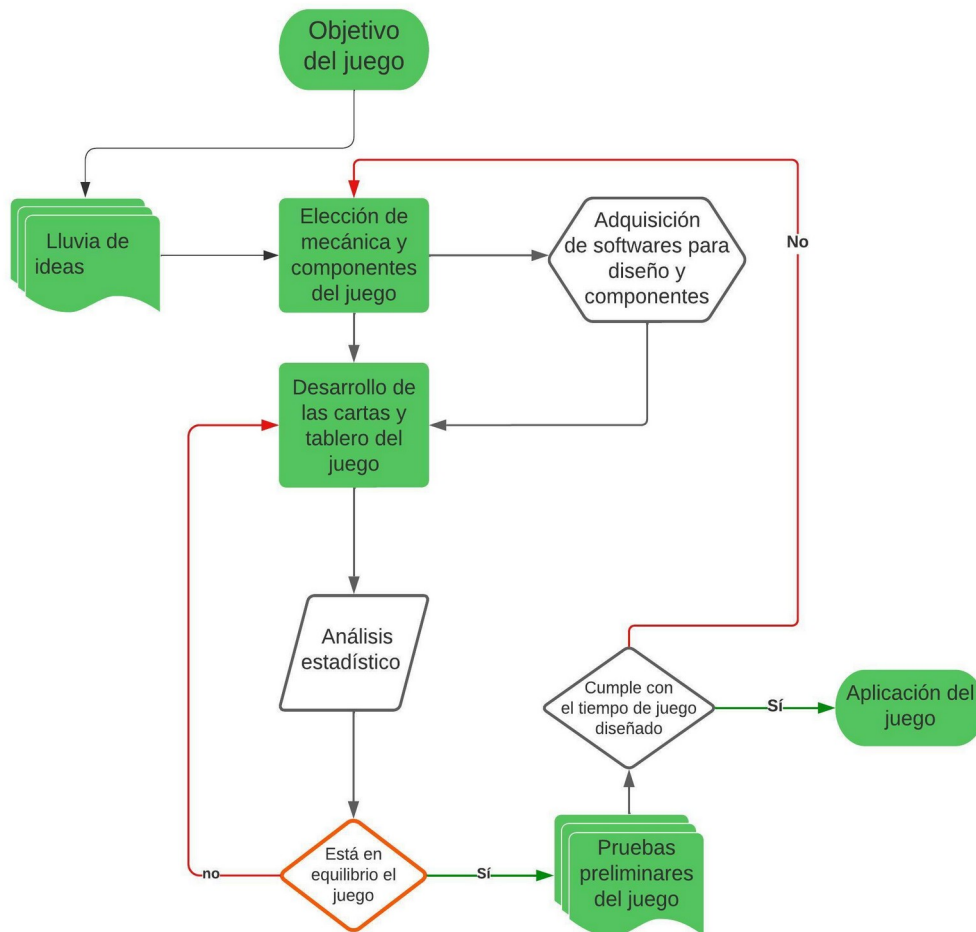 Objetivo
del juego
Lluvia de
ideas
Elección de
mecánica y
componentes
del juego
Adquisición
de softwares para
diseño y
componentes
No
Desarrollo de
las cartas y
tablero del
juego
Análisis
estadístico
Cumple con
el tiempo de juego
diseñado
Sí
Aplicación del
juego
Está en
equilibrio el
juego
no
Sí
Pruebas
preliminares
del juego